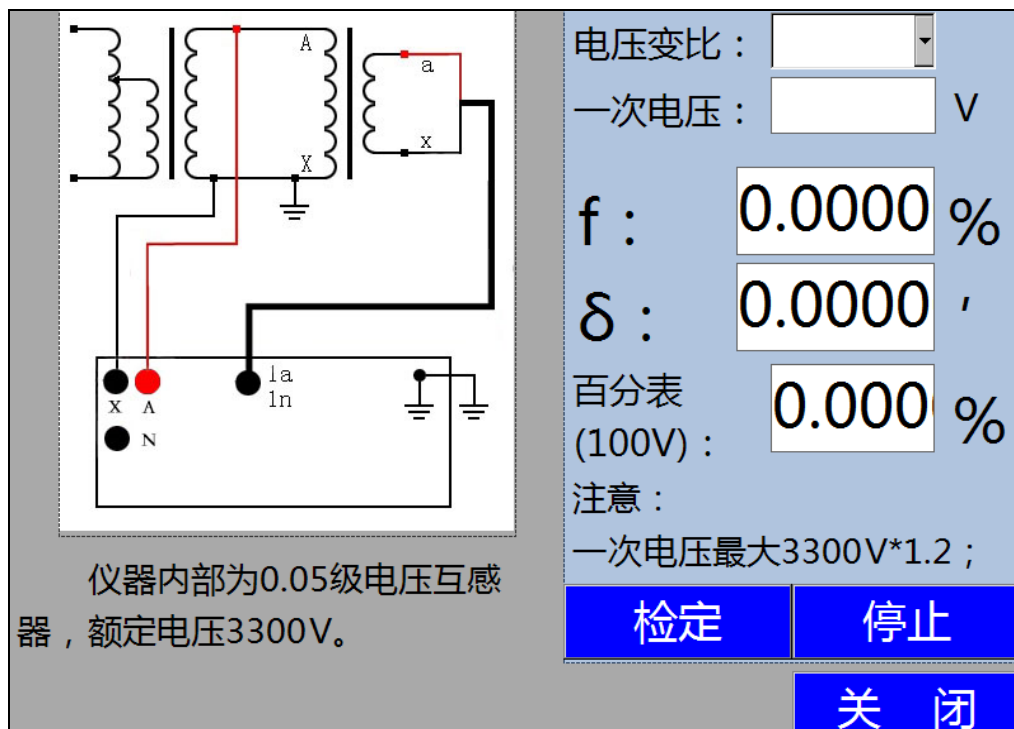 A
a
x
X
1a
1n
X A
N
仪器内部为0.05级电压互感
器，额定电压3300V。
电压变比：
一次电压： V
f： 0.0000 %
δ： 0.0000 ′
百分表
(100V)： 0.000 %
注意：
一次电压最大3300V*1.2；
检定 停止
关 闭